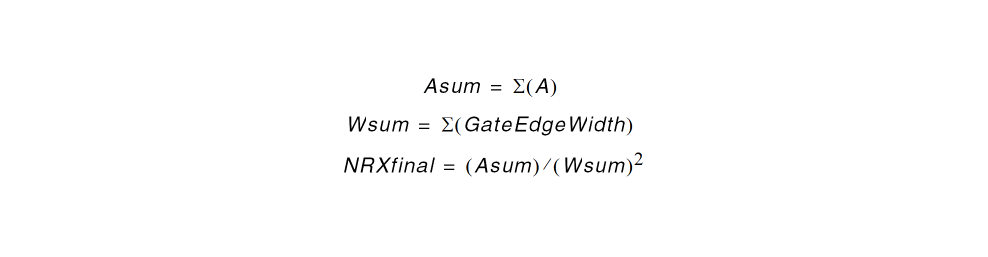 Asum = Σ(A)
Wsum = Σ(GateEdgeWidth)
NRXfinal = (Asum)/(Wsum)²